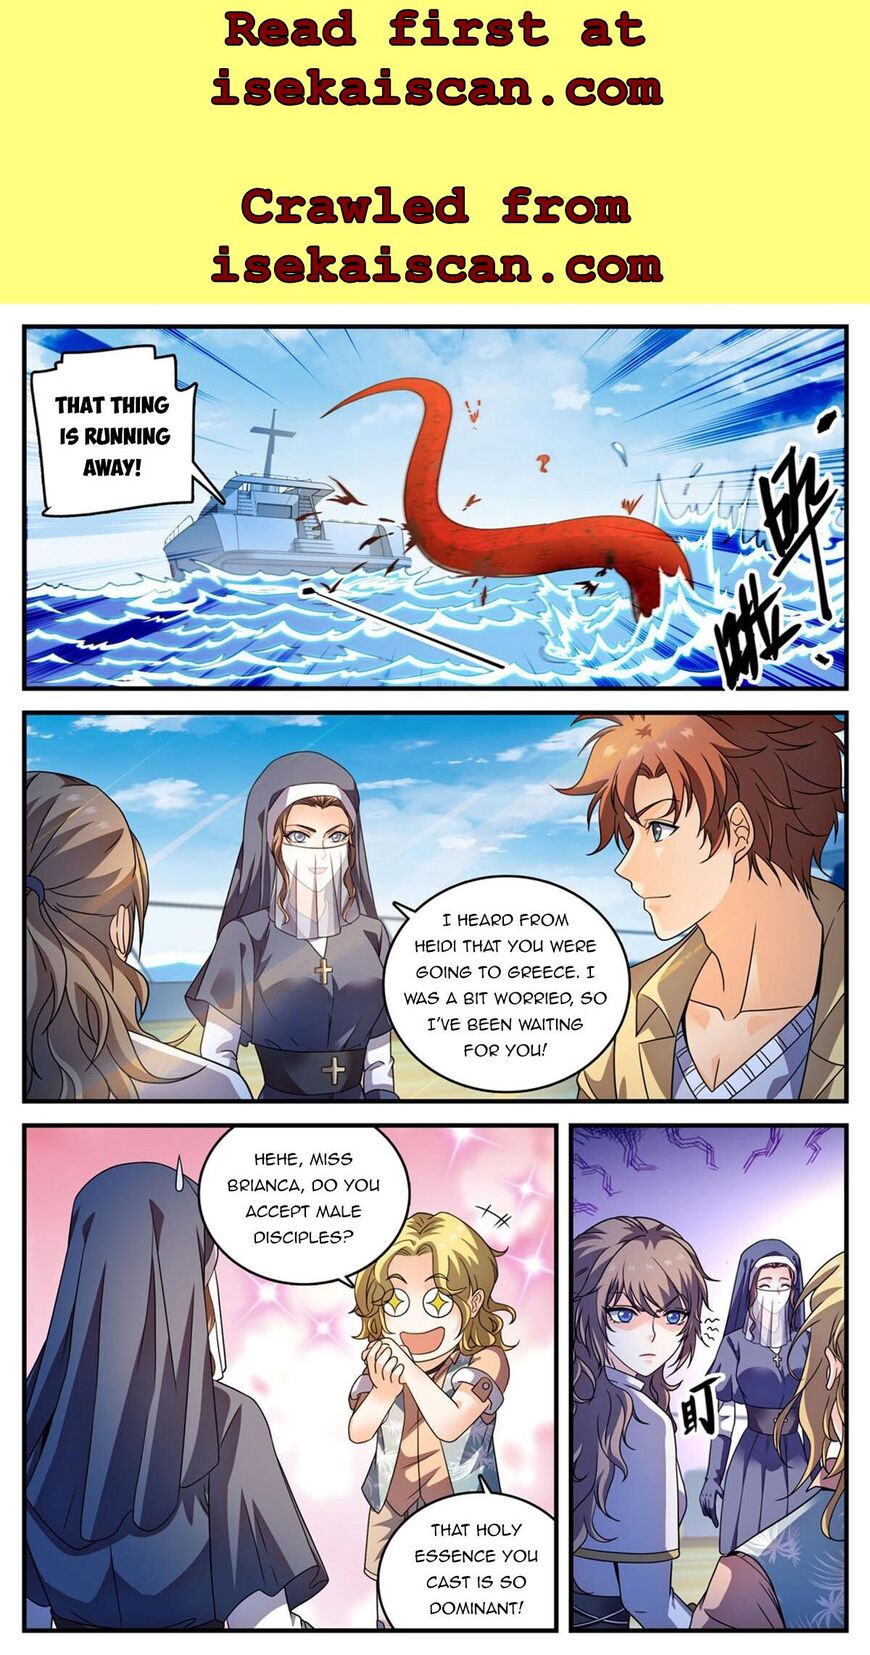 Read first at
isekaiscan.com
Crawled from
isekaiscan.com
THAT THING
IS RUNNING
AWAY!
I HEARD FROM
HEIDI THAT YOU WERE
GOING TO GREECE. I
WAS A BIT WORRIED, SO
I'VE BEEN WAITING
FOR YOU!
HEHE, MISS
BRIANCA, DO YOU
ACCEPT MALE
DISCIPLES?
THAT HOLY
ESSENCE YOU
CAST IS SO
DOMINANT!
盯